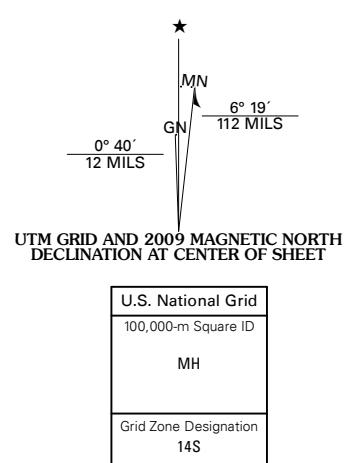 MN
6° 19´
112 MILS
GN
0° 40´
12 MILS
UTM GRID AND 2009 MAGNETIC NORTH
DECLINATION AT CENTER OF SHEET
U.S. National Grid
100,000-m Square ID
MH
Grid Zone Designation
14S